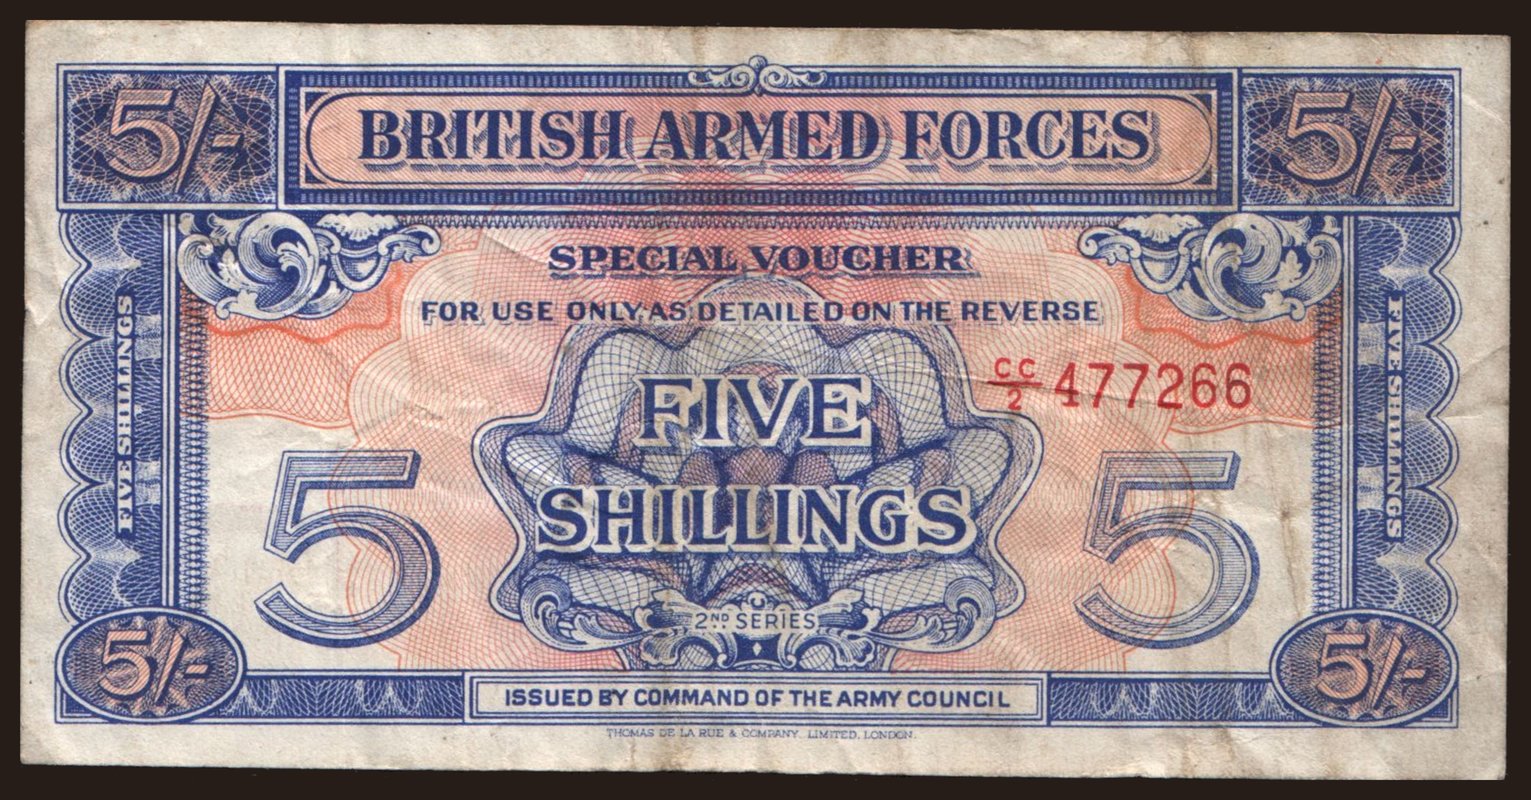 5/-
BRITISH ARMED FORCES
5/-
SPECIAL VOUCHER
FOR USE ONLY AS DETAILED ON THE REVERSE
CC/2 477266
FIVE SHILLINGS
FIVE
SHILLINGS
FIVE SHILLINGS
5
5
2ND SERIES
5/-
ISSUED BY COMMAND OF THE ARMY COUNCIL
5/-
THOMAS DE LA RUE & COMPANY, LIMITED, LONDON.